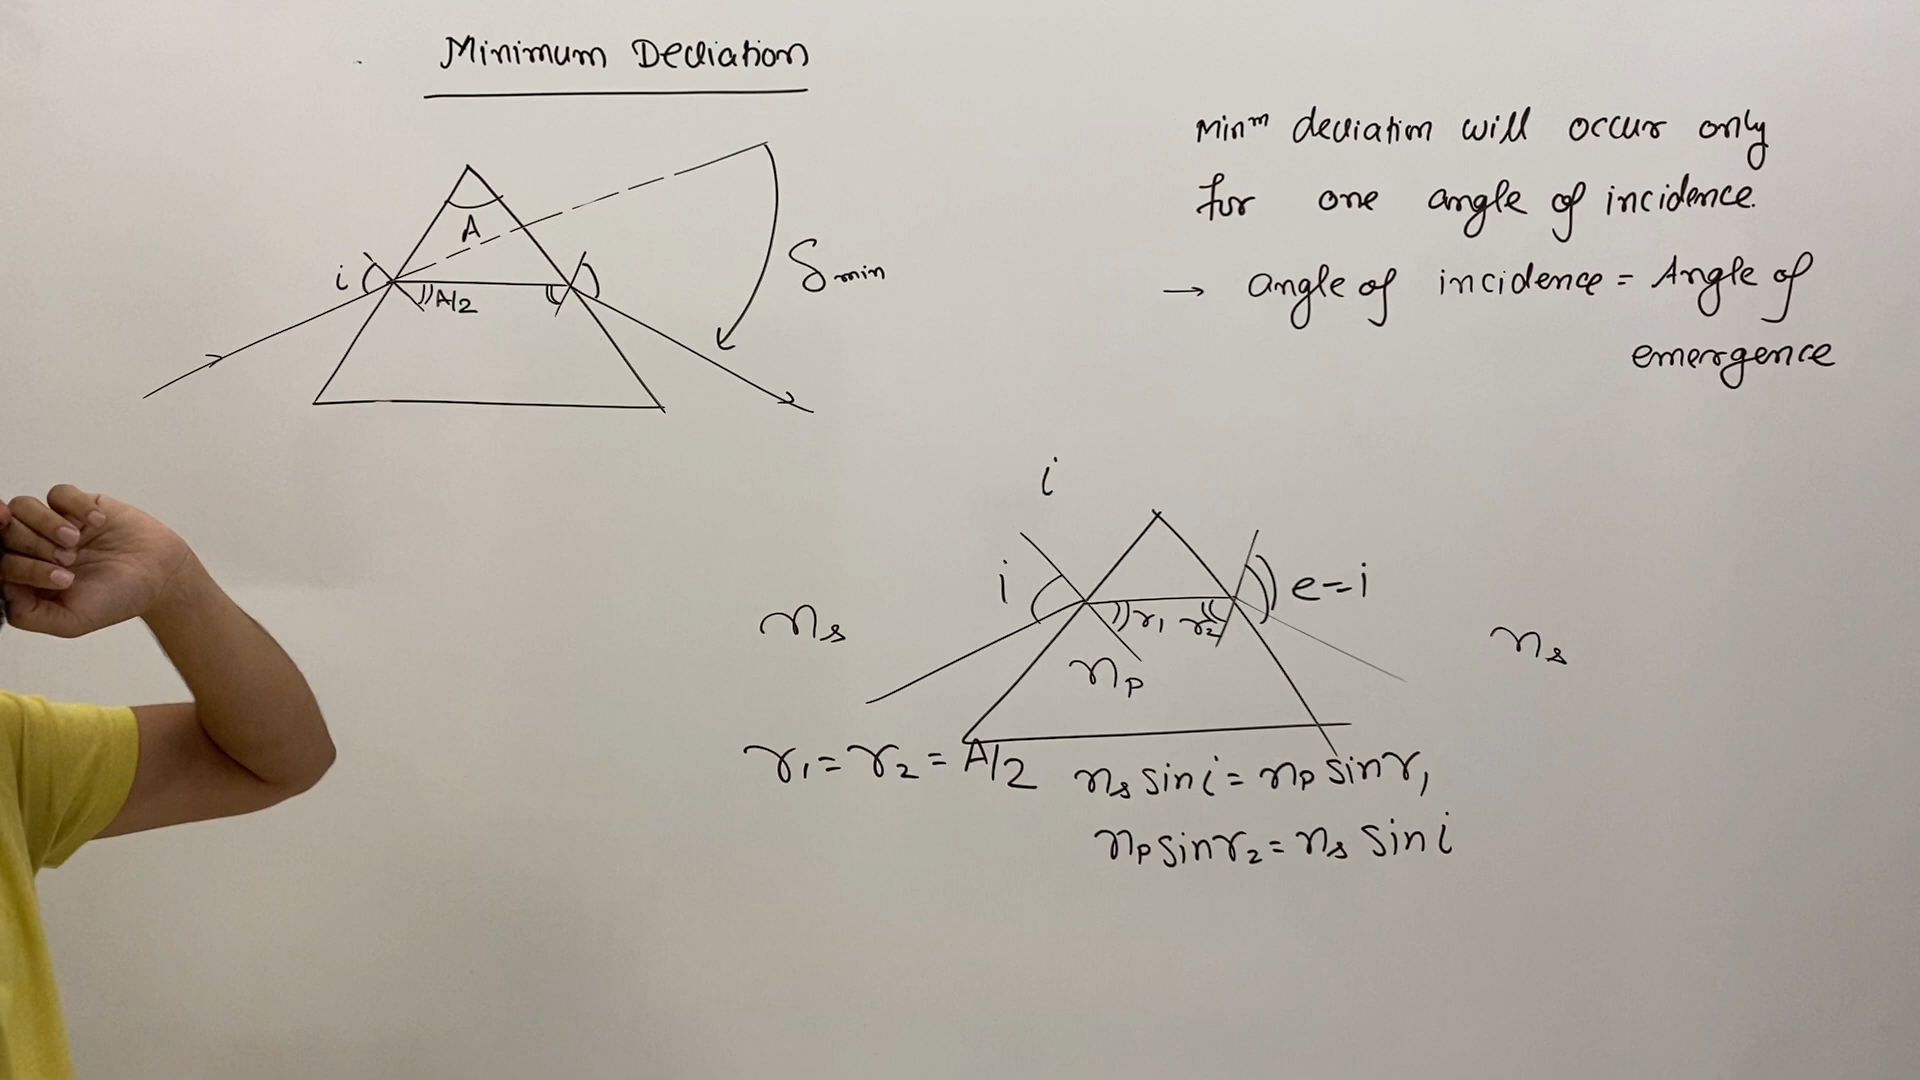 Minimum Deviation
A
i
A/2
δmin
Minᵐ deviation will occur only
for one angle of incidence.
→ angle of incidence = Angle of
emergence
i
i
e=i
r₁ r₂
nₛ
nₛ
nₚ
r₁ = r₂ = A/2
nₛ sin i = nₚ sin r₁
nₚ sin r₂ = nₛ sin i